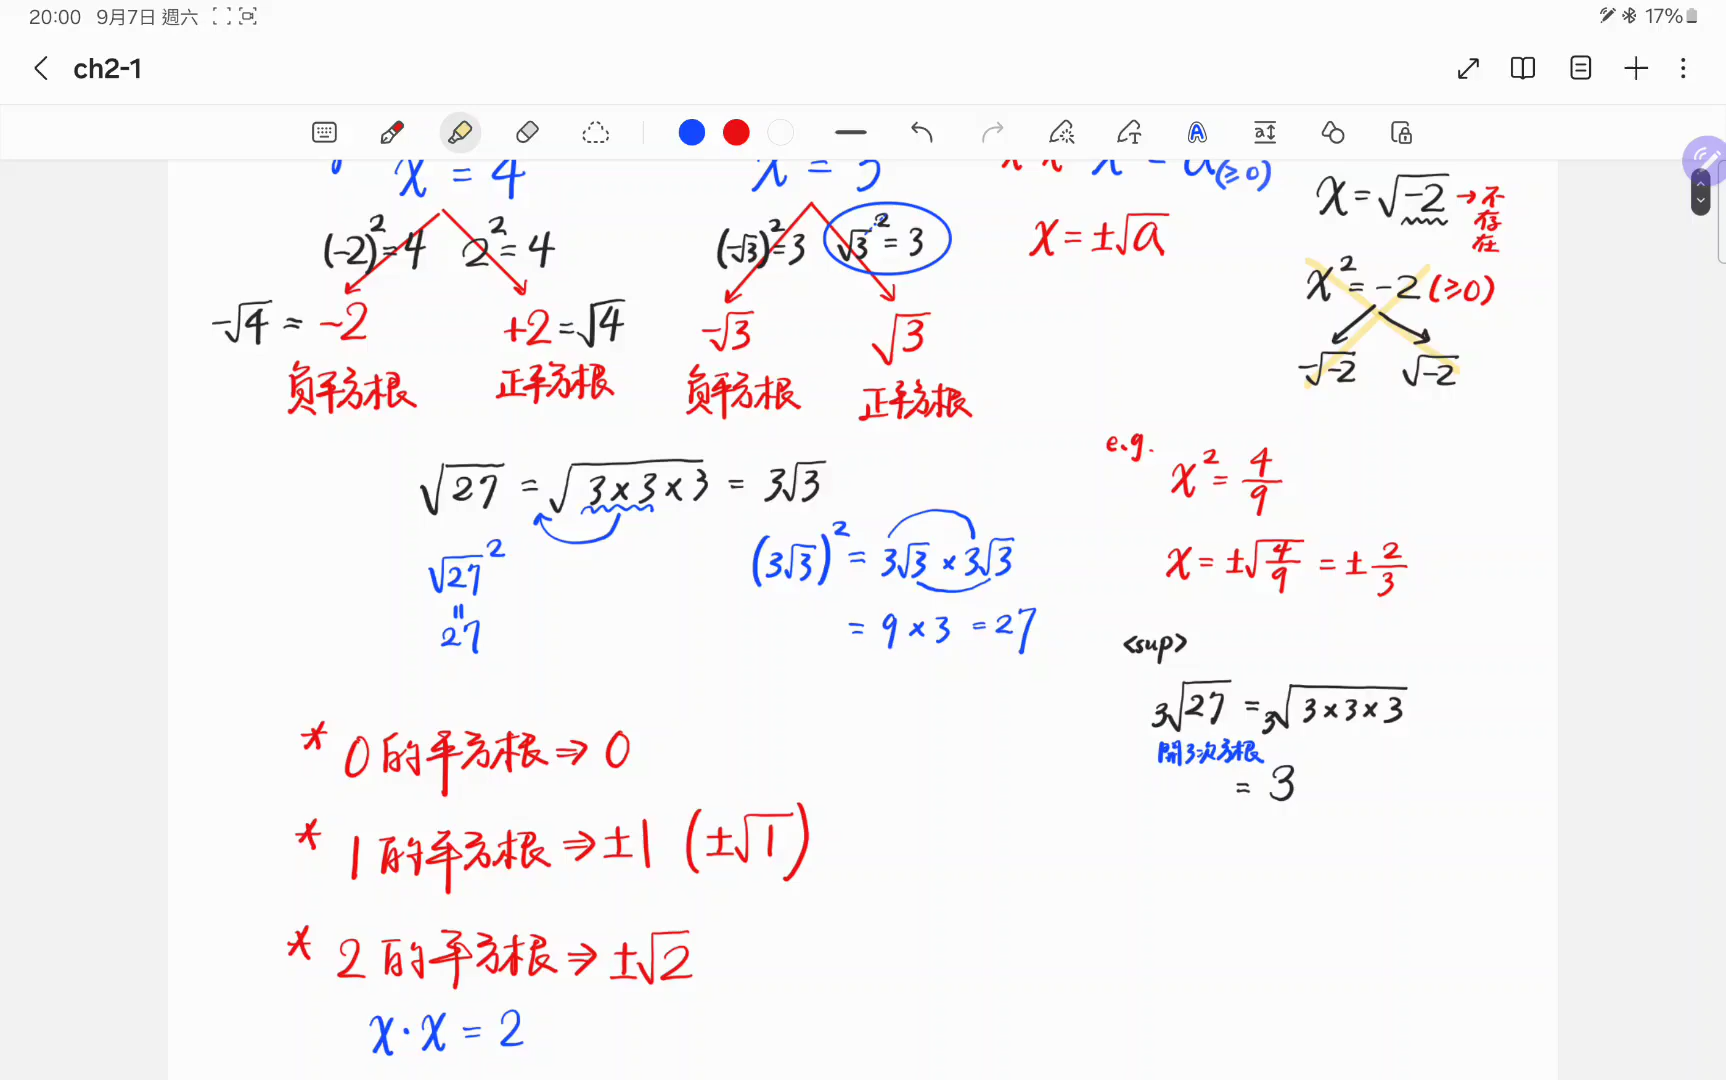 20:00 9月7日 週六
17%
ch2-1
x = 4
x = 3
(≥0)
(-2)² = 4 2² = 4
-√4 = -2
+2 = √4
負平方根
正平方根
(-√3)² = 3
√3² = 3
-√3
√3
負平方根
正平方根
x = ±√a
x = √-2 → 不存在
x² = -2 (≥0)
-√-2 √-2
√27 = √3×3×3 = 3√3
√27²
=
27
(3√3)² = 3√3 × 3√3
= 9 × 3 = 27
e.g.
x² = 4/9
x = ±√4/9 = ± 2/3
<sup>
3√27 = 3√3×3×3
開3次方根
= 3
* 0的平方根 ⇒ 0
* 1的平方根 ⇒ ±1 (±√1)
* 2的平方根 ⇒ ±√2
x · x = 2